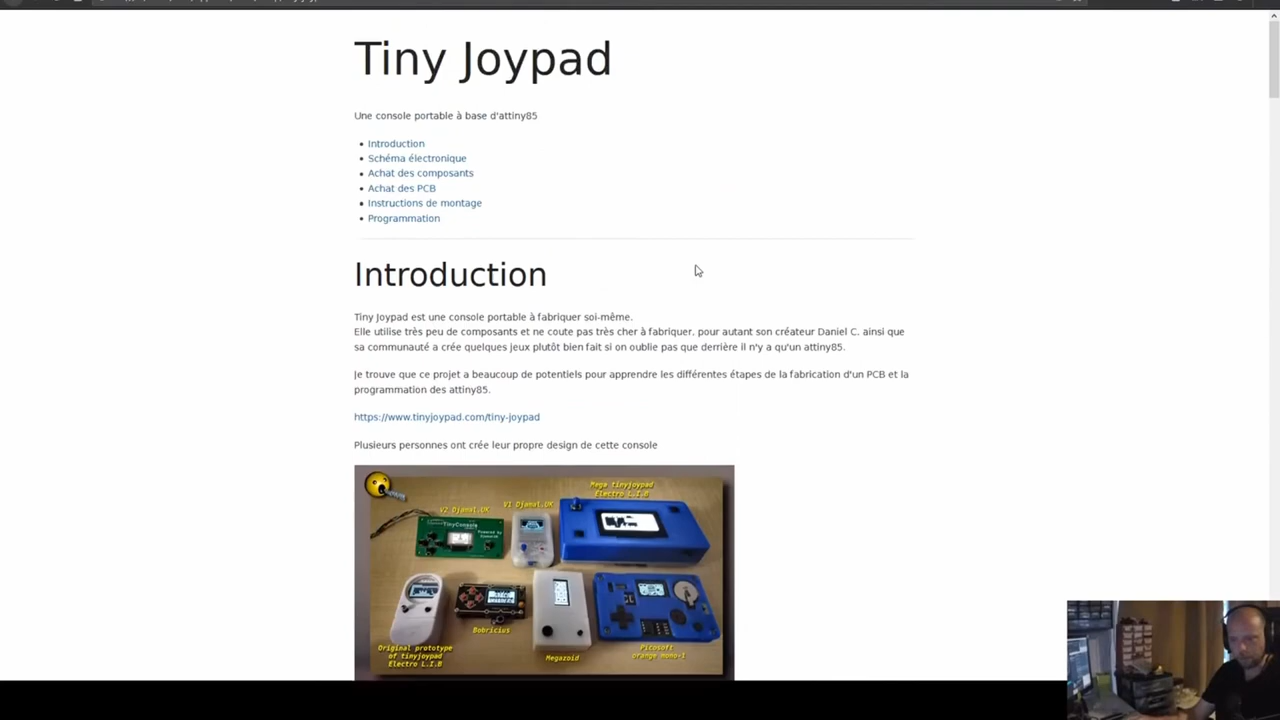 Tiny Joypad
Une console portable à base d'attiny85
Introduction
Schéma électronique
Achat des composants
Achat des PCB
Instructions de montage
Programmation
Introduction
Tiny Joypad est une console portable à fabriquer soi-même.
Elle utilise très peu de composants et ne coute pas très cher à fabriquer, pour autant son créateur Daniel C. ainsi que
sa communauté a crée quelques jeux plutôt bien fait si on oublie pas que derrière il n'y a qu'un attiny85.
Je trouve que ce projet a beaucoup de potentiels pour apprendre les différentes étapes de la fabrication d'un PCB et la
programmation des attiny85.
https://www.tinyjoypad.com/tiny-joypad
Plusieurs personnes ont crée leur propre design de cette console
Mega tinyjoypad
Electro L.I.B
V2 Djamal.UK
V1 Djamal.UK
TinyConsole
Bobricius
Original prototype
of tinyjoypad
Electro L.I.B
Megazoid
Picosoft
orange mono-1